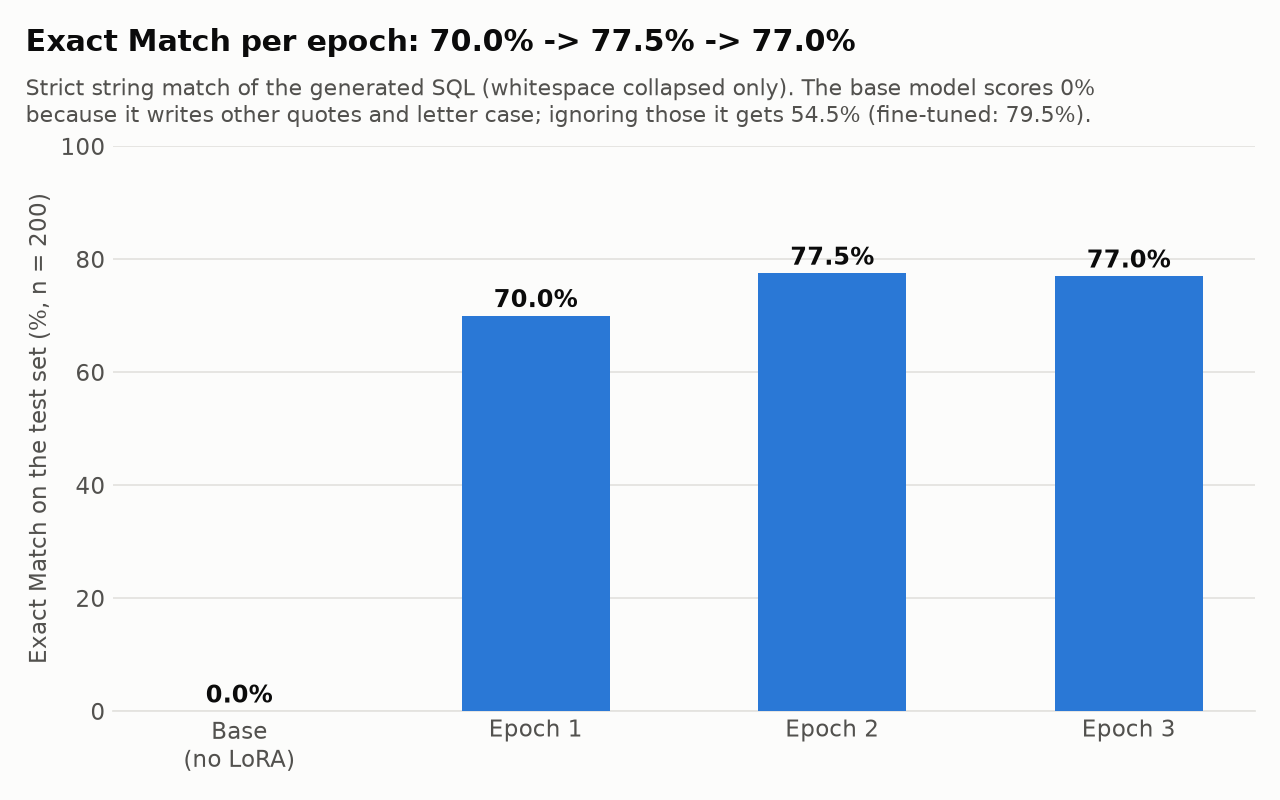 Exact Match per epoch: 70.0% -> 77.5% -> 77.0%
Strict string match of the generated SQL (whitespace collapsed only). The base model scores 0%
because it writes other quotes and letter case; ignoring those it gets 54.5% (fine-tuned: 79.5%).
Exact Match on the test set (%, n = 200)
100
80
60
40
20
0
0.0%
70.0%
77.5%
77.0%
Base
(no LoRA)
Epoch 1
Epoch 2
Epoch 3